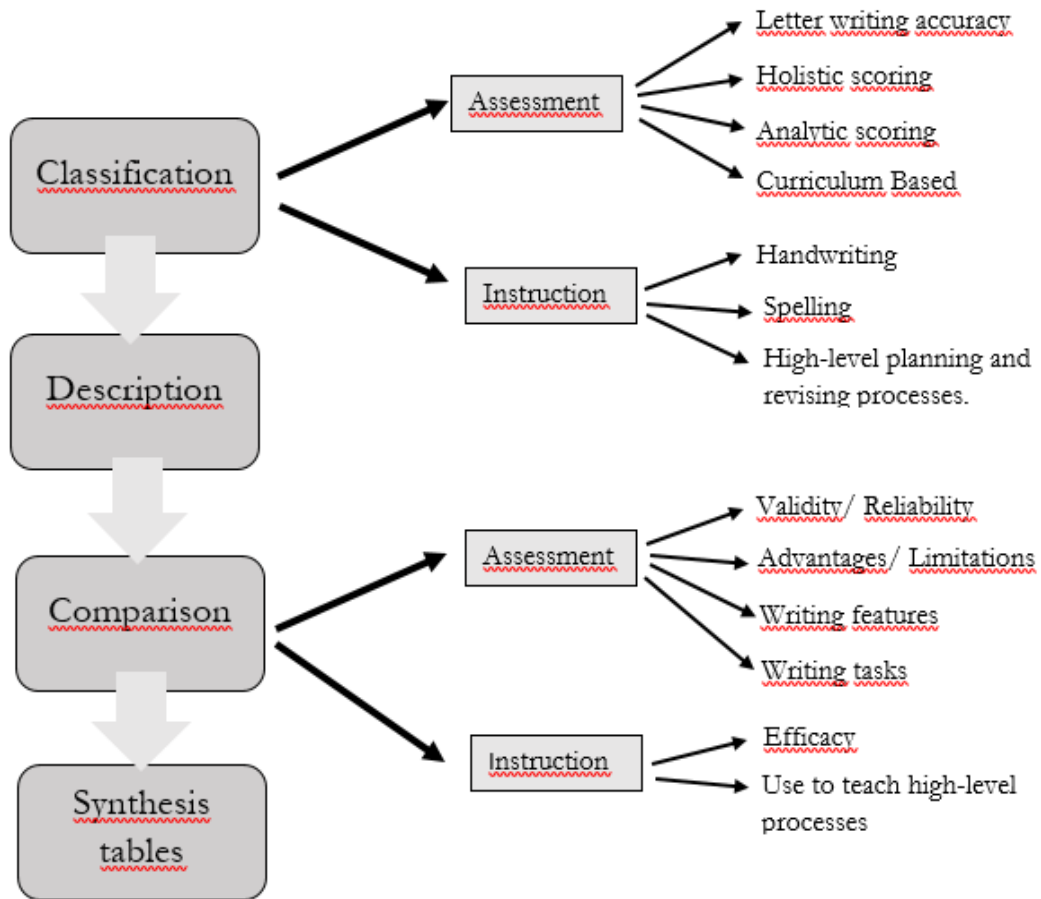 Classification
Assessment
Letter writing accuracy
Holistic scoring
Analytic scoring
Curriculum Based
Instruction
Handwriting
Spelling
High-level planning and
revising processes.
Description
Comparison
Assessment
Validity/ Reliability
Advantages/ Limitations
Writing features
Writing tasks
Instruction
Efficacy
Use to teach high-level
processes
Synthesis
tables